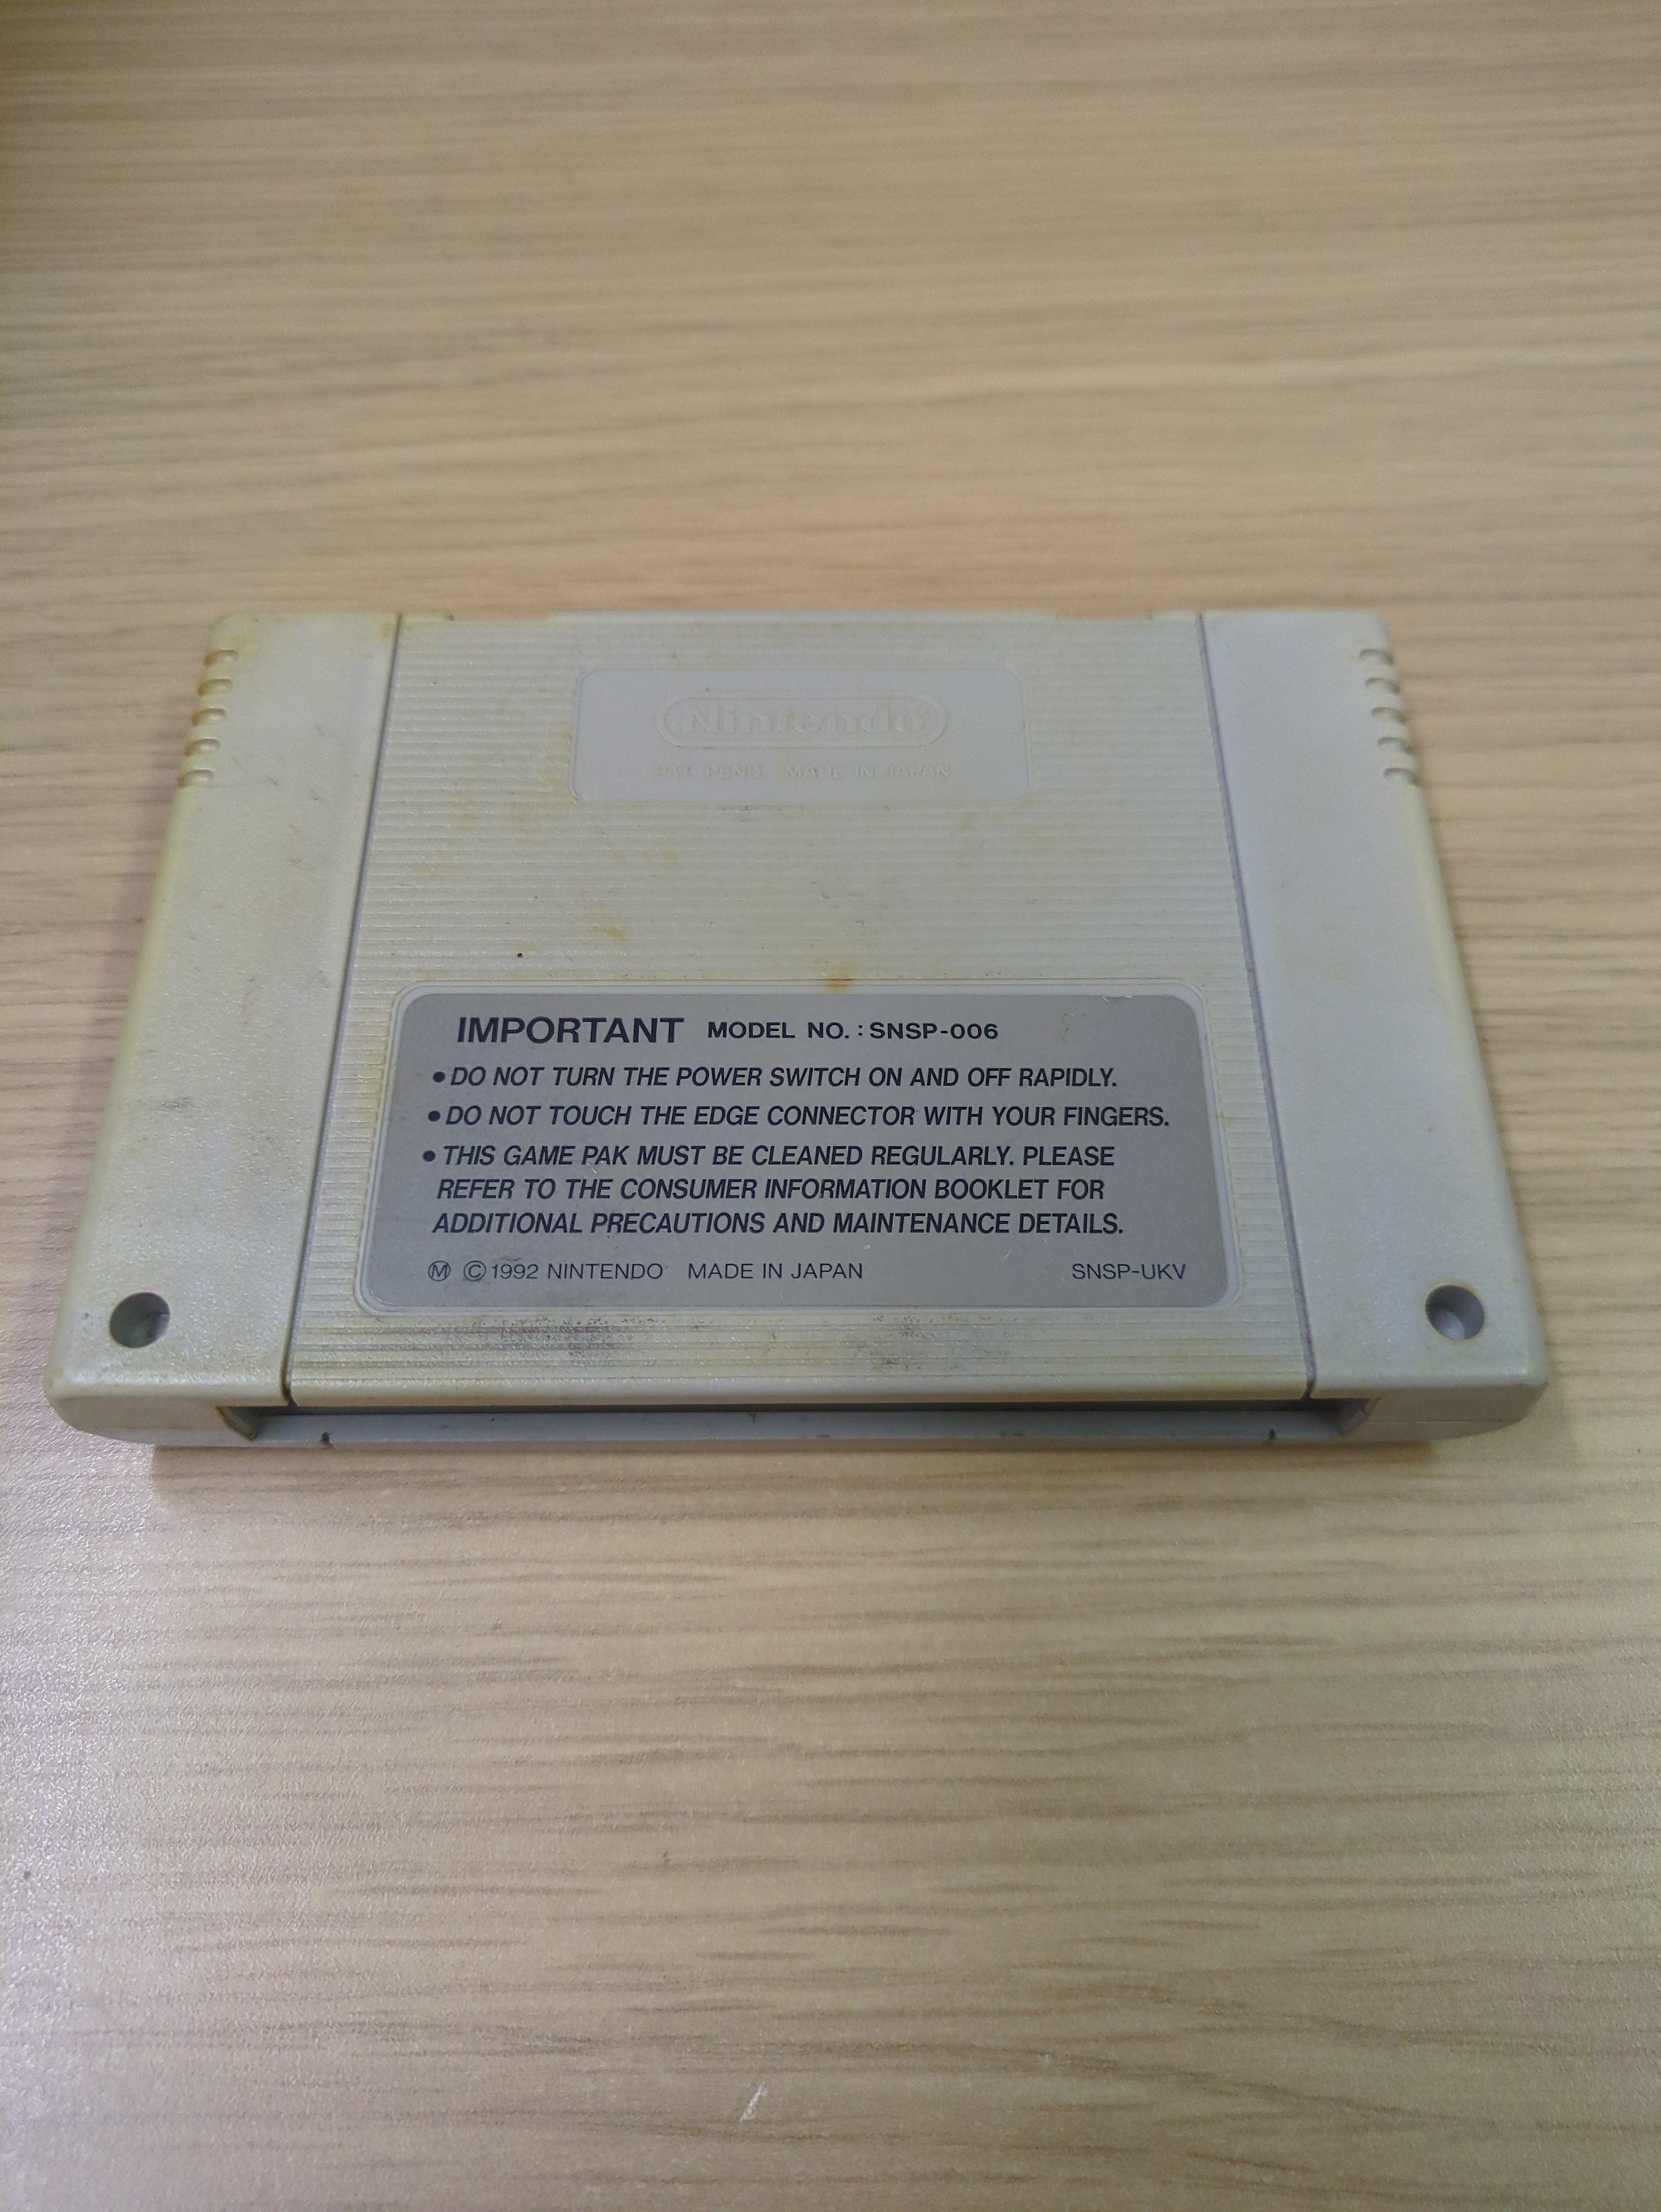 Nintendo®
PAT. PEND. MADE IN JAPAN
IMPORTANT MODEL NO.: SNSP-006
● DO NOT TURN THE POWER SWITCH ON AND OFF RAPIDLY.
● DO NOT TOUCH THE EDGE CONNECTOR WITH YOUR FINGERS.
● THIS GAME PAK MUST BE CLEANED REGULARLY. PLEASE
REFER TO THE CONSUMER INFORMATION BOOKLET FOR
ADDITIONAL PRECAUTIONS AND MAINTENANCE DETAILS.
Ⓜ ©1992 NINTENDO MADE IN JAPAN SNSP-UKV